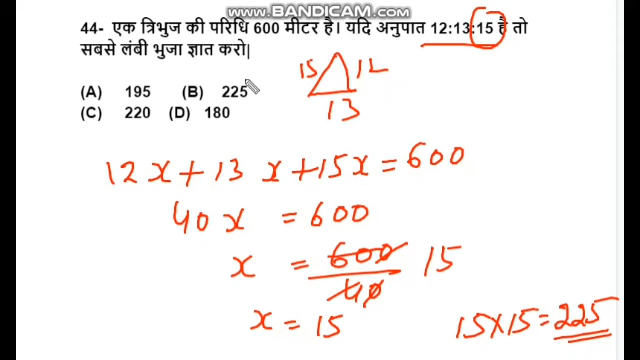 WWW.BANDICAM.COM
44- एक त्रिभुज की परिधि 600 मीटर है। यदि अनुपात 12:13:15 है तो
सबसे लंबी भुजा ज्ञात करो|
15 12
13
(A) 195 (B) 225
(C) 220 (D) 180
12x + 13 x + 15x = 600
40x = 600
x = 600/40 15
x = 15
15 x 15 = 225